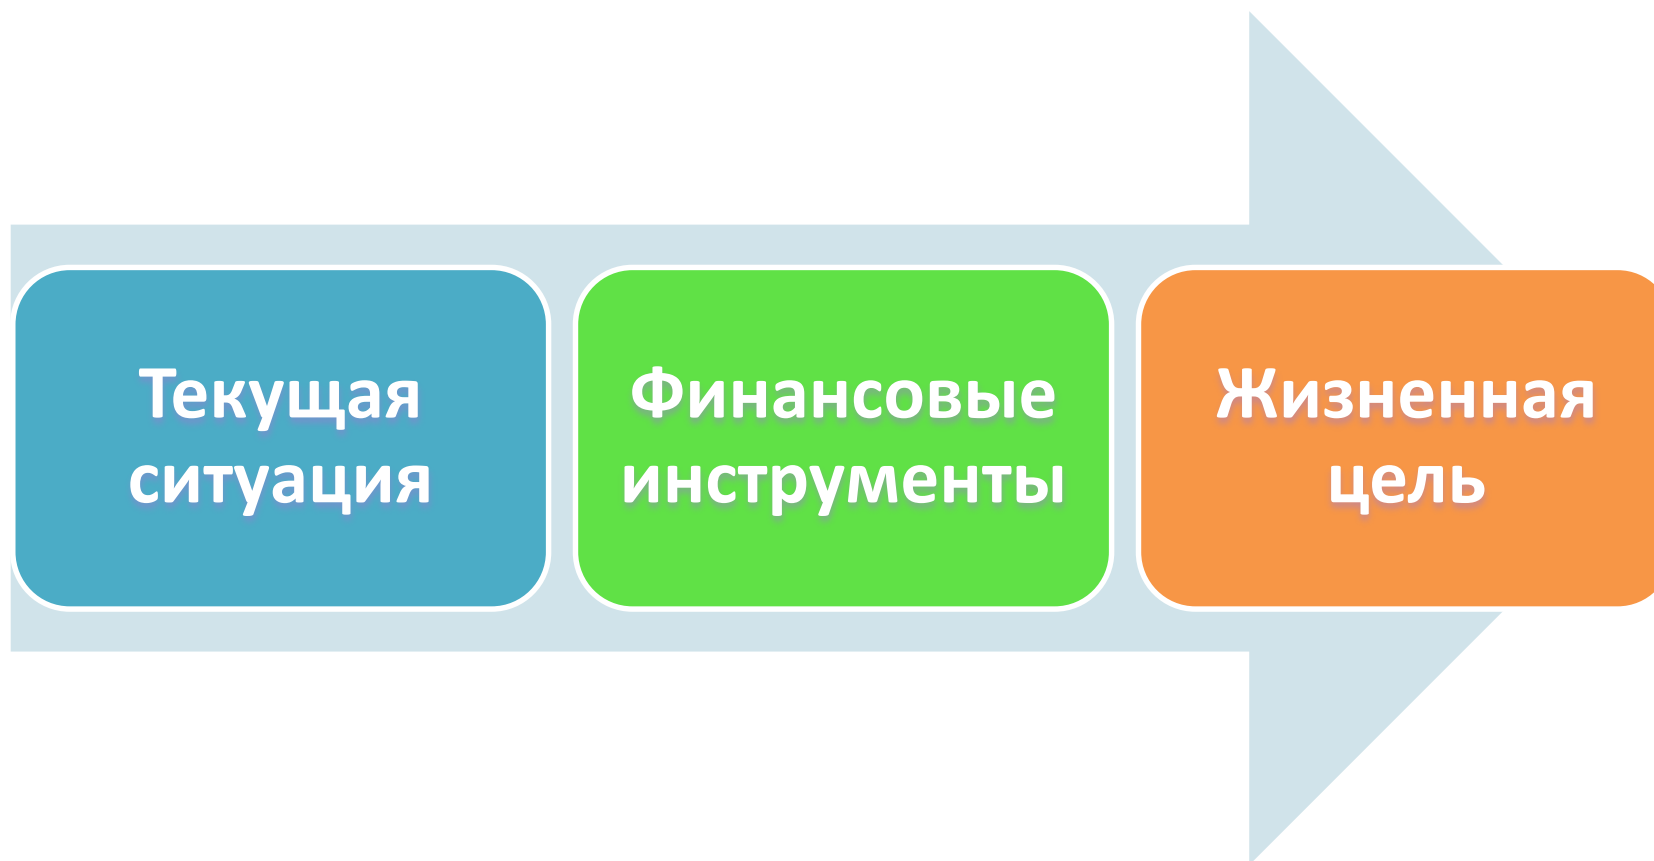 Текущая
ситуация
Финансовые
инструменты
Жизненная
цель